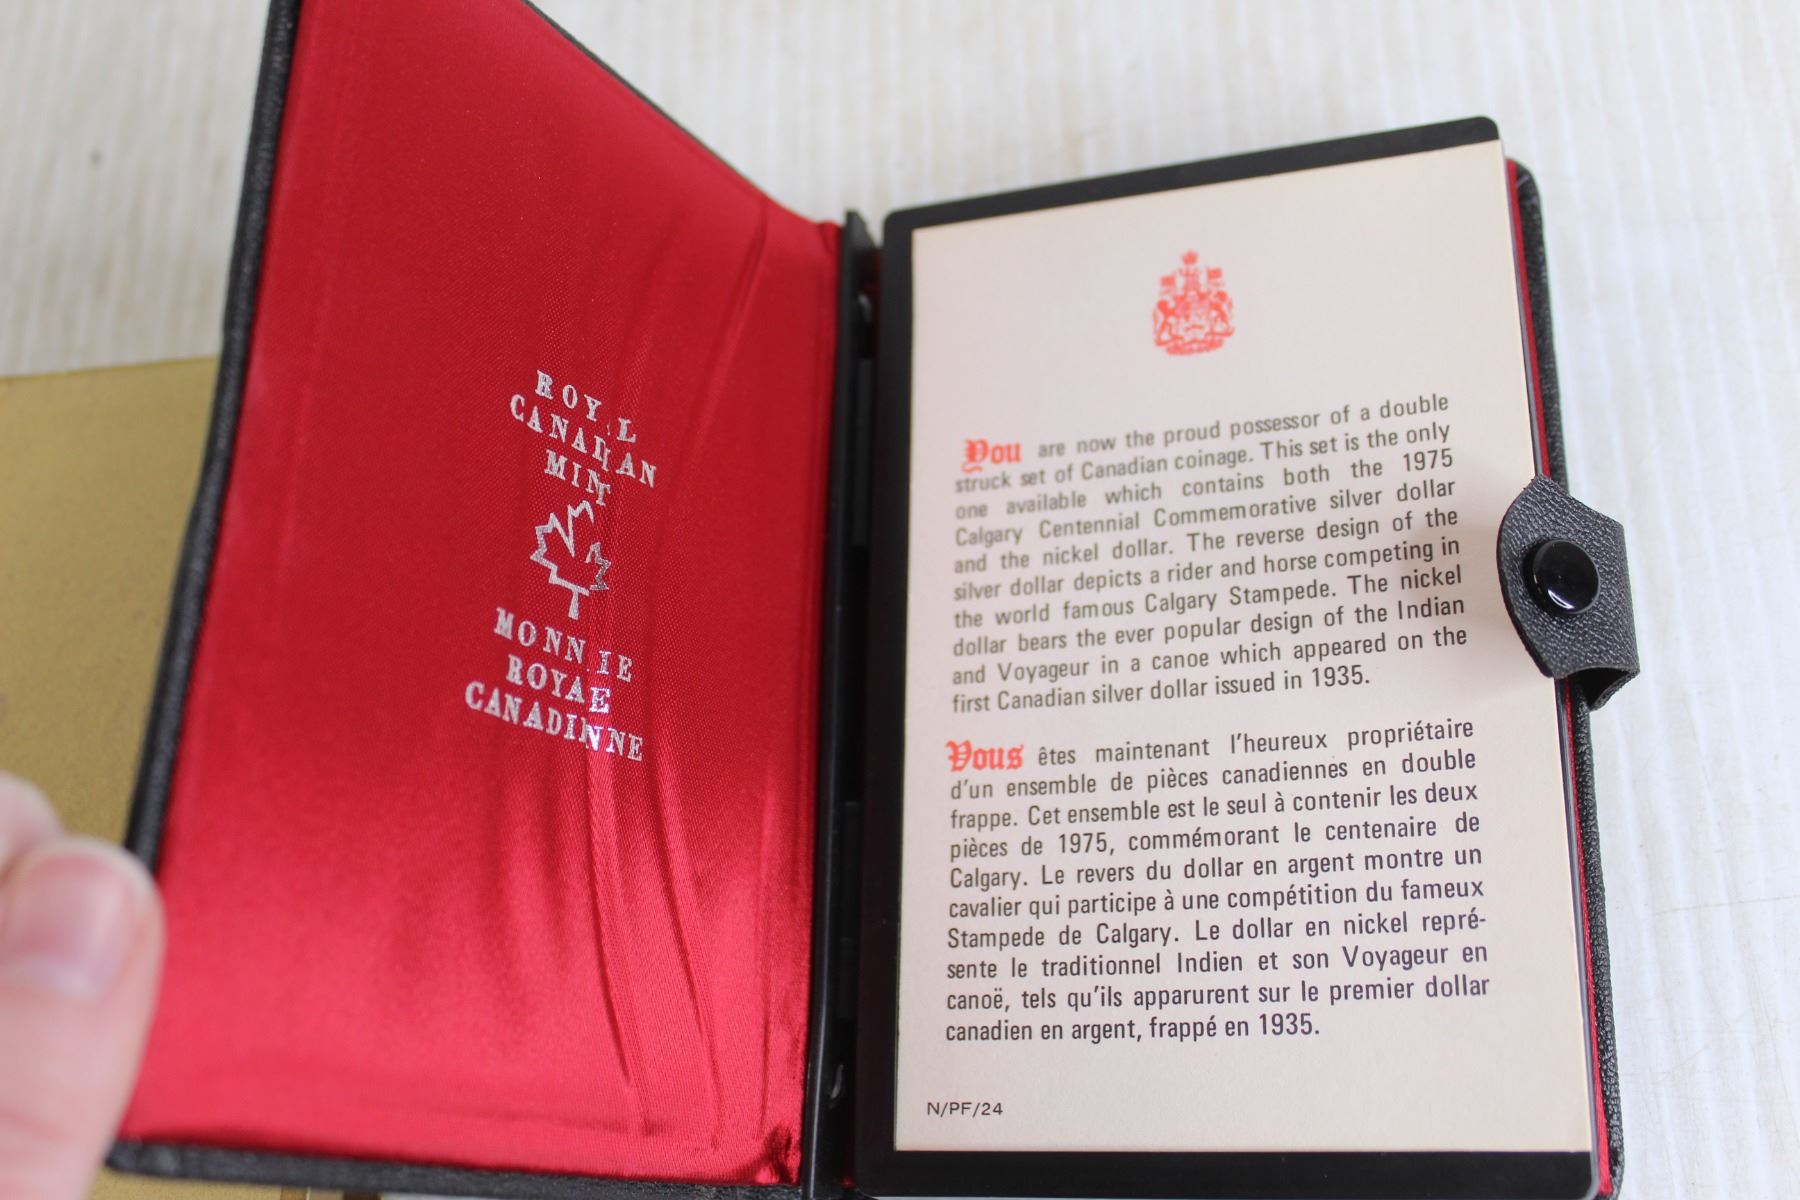 ROYAL
CANADIAN
MINT
MONNAIE
ROYALE
CANADIENNE
You are now the proud possessor of a double
struck set of Canadian coinage. This set is the only
one available which contains both the 1975
Calgary Centennial Commemorative silver dollar
and the nickel dollar. The reverse design of the
silver dollar depicts a rider and horse competing in
the world famous Calgary Stampede. The nickel
dollar bears the ever popular design of the Indian
and Voyageur in a canoe which appeared on the
first Canadian silver dollar issued in 1935.
Vous êtes maintenant l'heureux propriétaire
d'un ensemble de pièces canadiennes en double
frappe. Cet ensemble est le seul à contenir les deux
pièces de 1975, commémorant le centenaire de
Calgary. Le revers du dollar en argent montre un
cavalier qui participe à une compétition du fameux
Stampede de Calgary. Le dollar en nickel repré-
sente le traditionnel Indien et son Voyageur en
canoë, tels qu'ils apparurent sur le premier dollar
canadien en argent, frappé en 1935.
N/PF/24